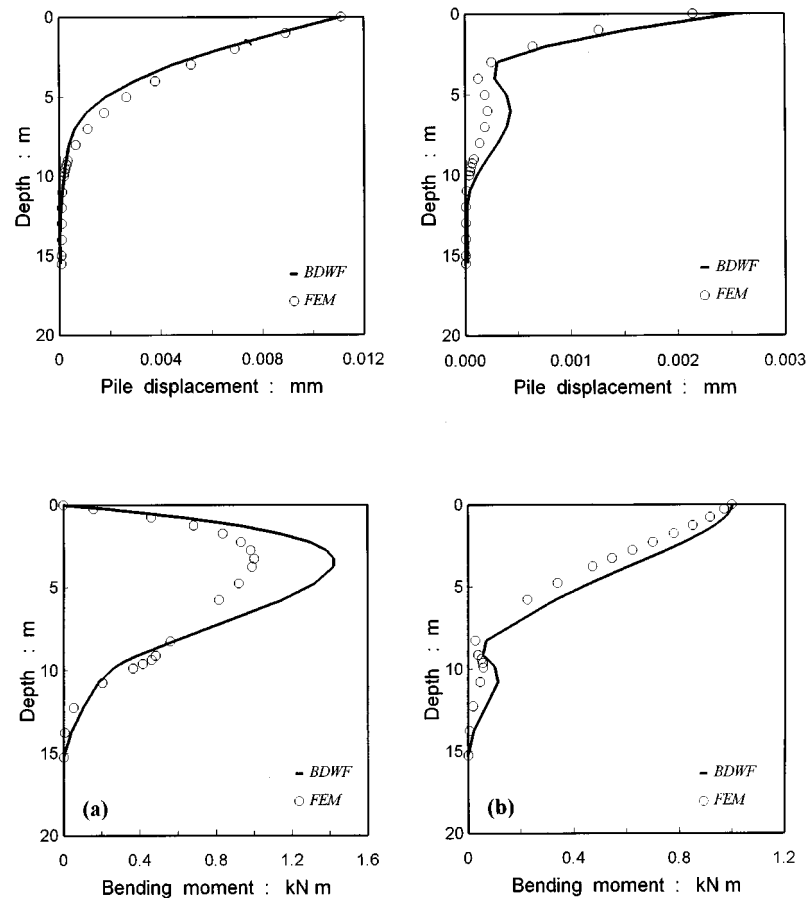 0
5
10
15
20
Depth : m
BDWF
FEM
0
0.004
0.008
0.012
Pile displacement : mm
0
5
10
15
20
Depth : m
BDWF
FEM
0.000
0.001
0.002
0.003
Pile displacement : mm
0
5
10
15
20
Depth : m
BDWF
(a)
FEM
0
0.4
0.8
1.2
1.6
Bending moment : kN m
0
5
10
15
20
Depth : m
BDWF
(b)
FEM
0
0.4
0.8
1.2
Bending moment : kN m